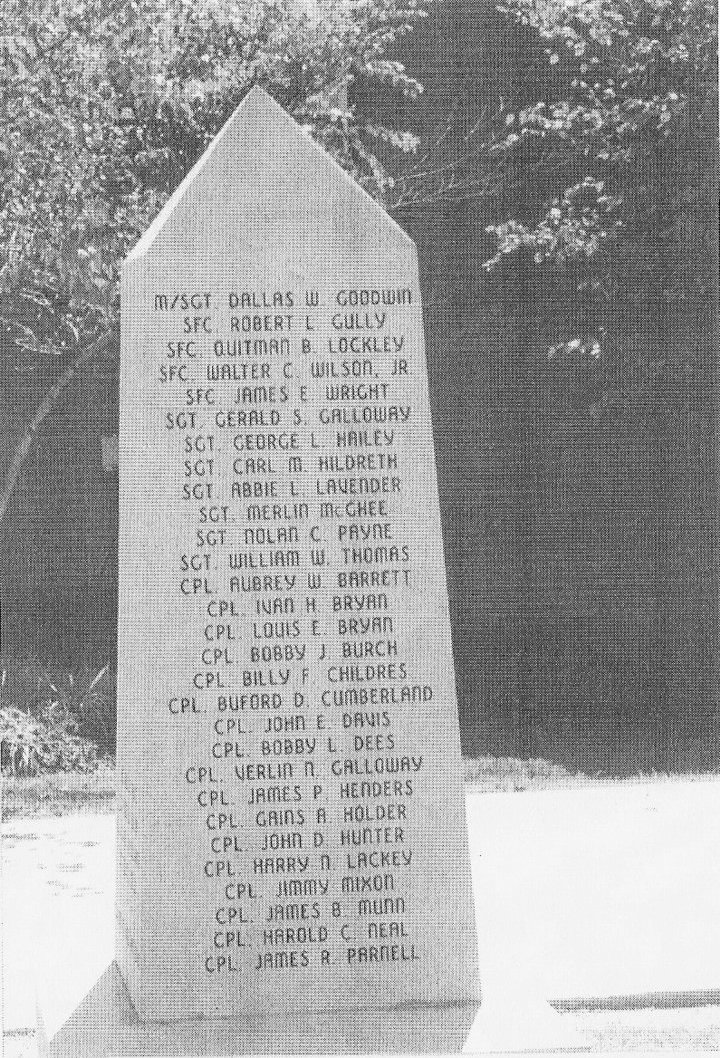 M/SGT. DALLAS W. GOODWIN
SFC. ROBERT L. GULLY
SFC. QUITMAN B. LOCKLEY
SFC. WALTER C. WILSON, JR.
SFC. JAMES E. WRIGHT
SGT. GERALD S. GALLOWAY
SGT. GEORGE L. HAILEY
SGT. CARL M. HILDRETH
SGT. ABBIE L. LAVENDER
SGT. MERLIN McGHEE
SGT. NOLAN C. PAYNE
SGT. WILLIAM W. THOMAS
CPL. AUBREY W. BARRETT
CPL. IVAN H. BRYAN
CPL. LOUIS E. BRYAN
CPL. BOBBY J. BURCH
CPL. BILLY F. CHILDRES
CPL. BUFORD D. CUMBERLAND
CPL. JOHN E. DAVIS
CPL. BOBBY L. DEES
CPL. VERLIN N. GALLOWAY
CPL. JAMES P. HENDERS
CPL. GAINS A. HOLDER
CPL. JOHN D. HUNTER
CPL. HARRY N. LACKEY
CPL. JIMMY MIXON
CPL. JAMES B. MUNN
CPL. HAROLD C. NEAL
CPL. JAMES R. PARNELL